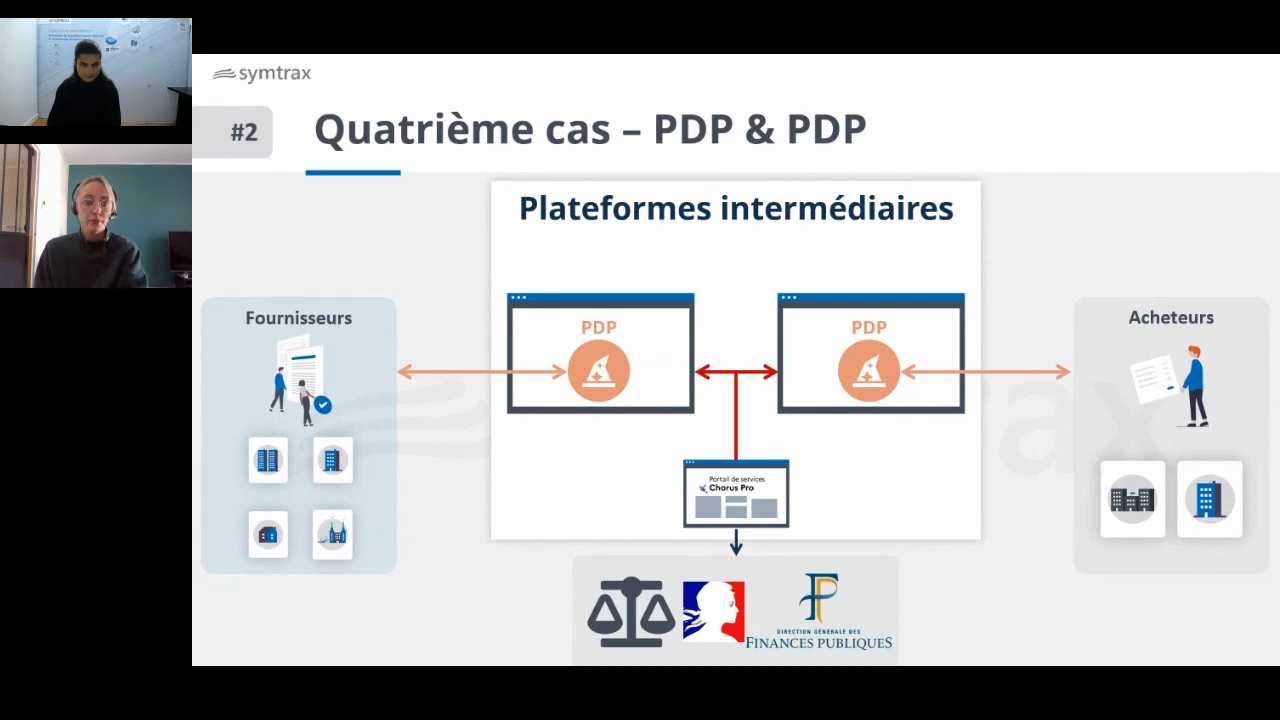 symtrax
#2
Quatrième cas – PDP & PDP
Plateformes intermédiaires
Fournisseurs
PDP
PDP
Acheteurs
Portail de services
Chorus Pro
DIRECTION GÉNÉRALE DES
FINANCES PUBLIQUES